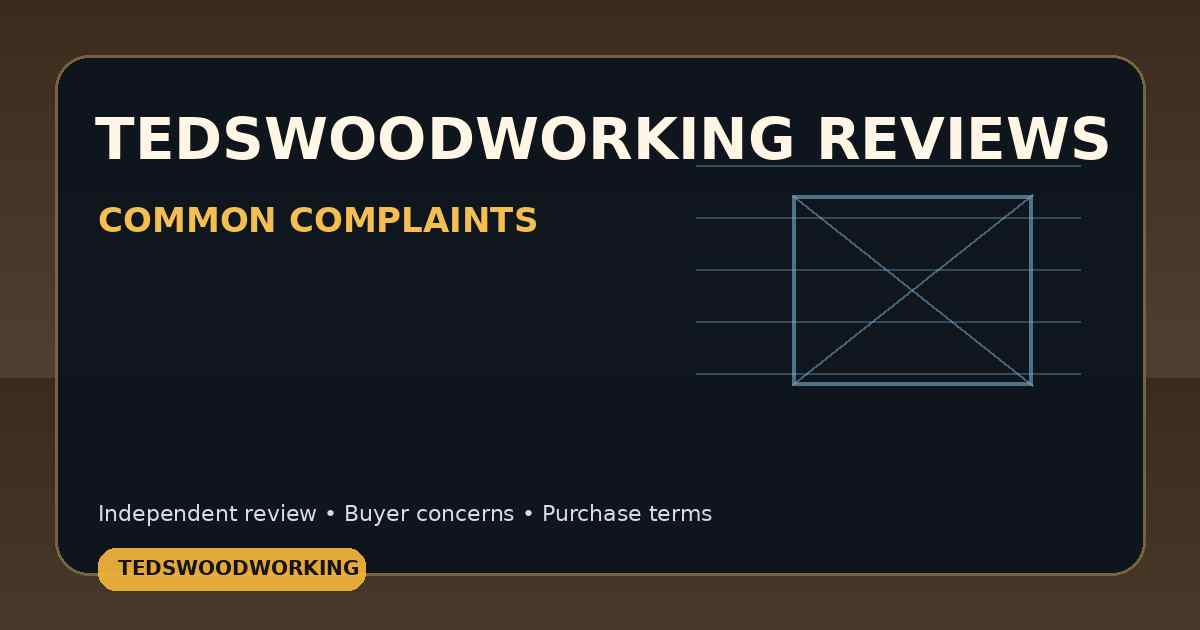 TEDSWOODWORKING REVIEWS
COMMON COMPLAINTS
Independent review • Buyer concerns • Purchase terms
TEDSWOODWORKING